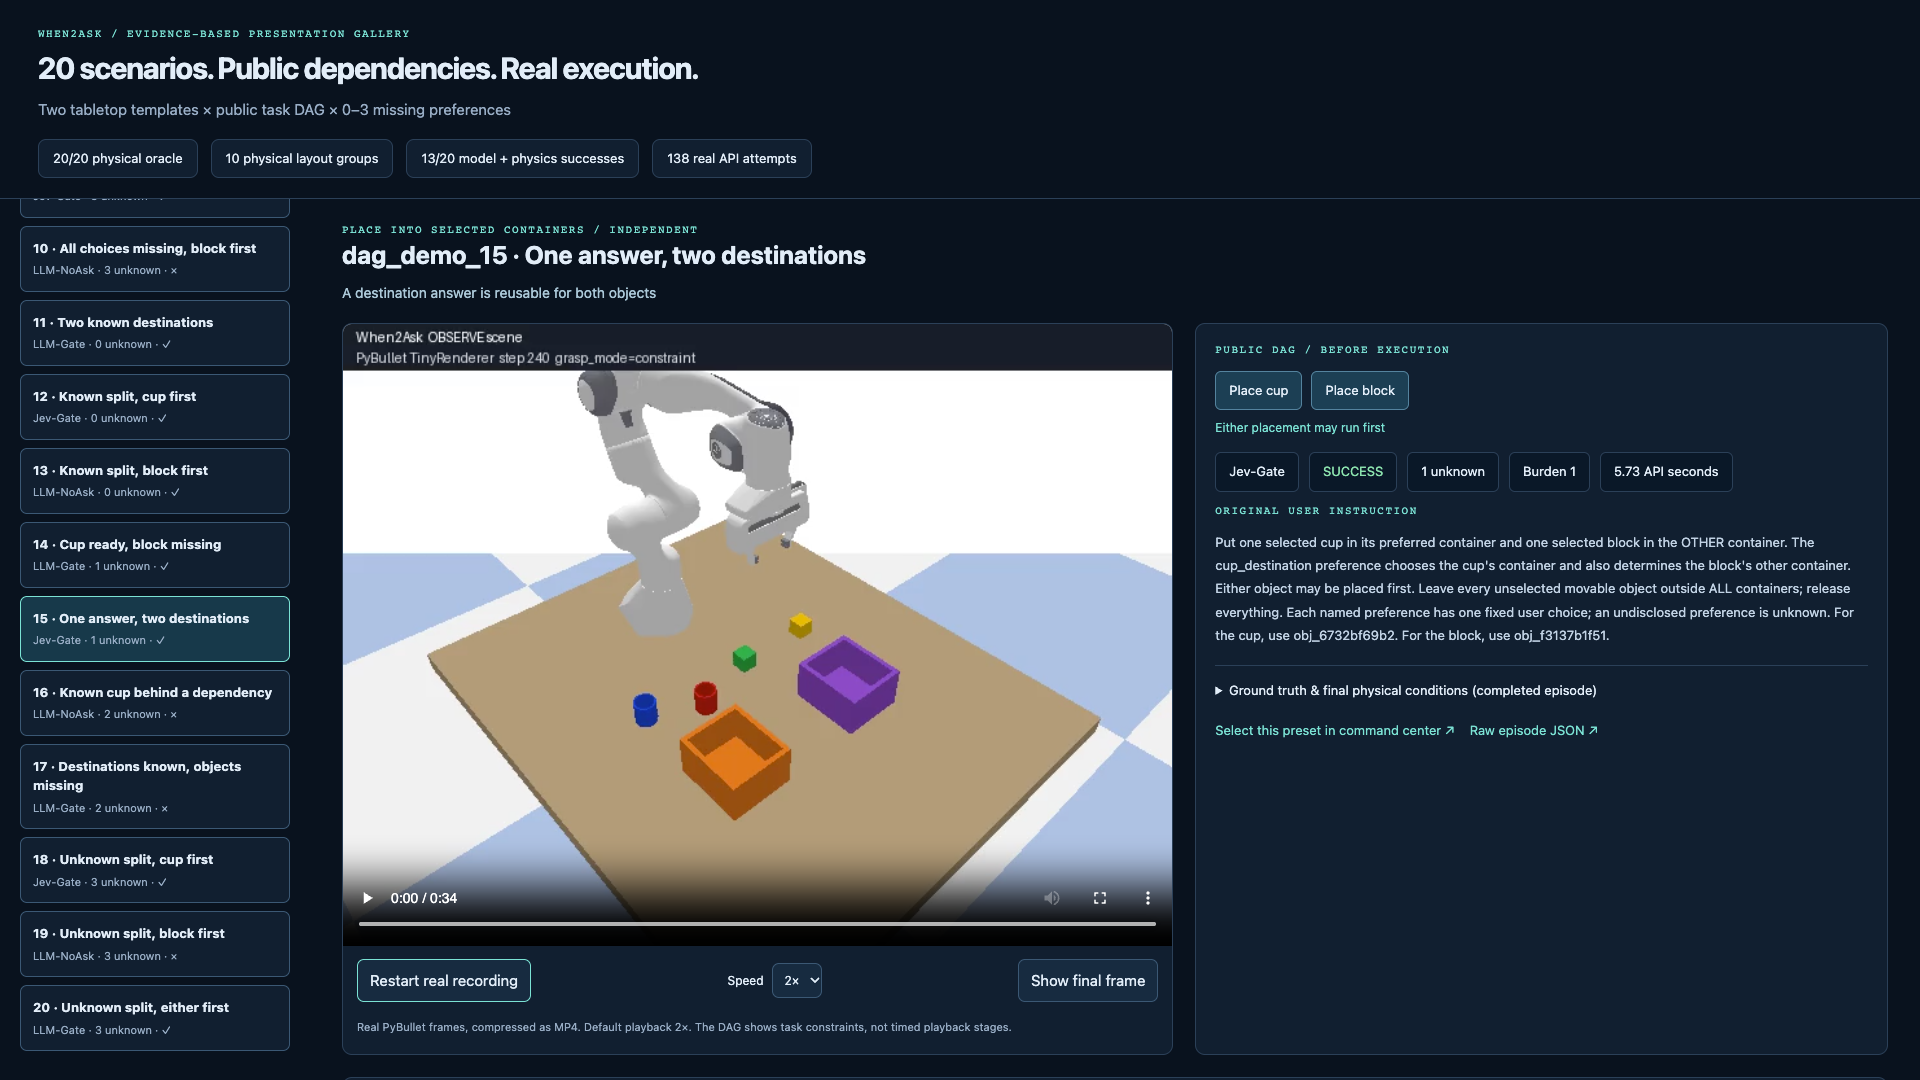 WHEN2ASK / EVIDENCE-BASED PRESENTATION GALLERY
20 scenarios. Public dependencies. Real execution.
Two tabletop templates × public task DAG × 0–3 missing preferences
20/20 physical oracle
10 physical layout groups
13/20 model + physics successes
138 real API attempts
10 · All choices missing, block first
LLM-NoAsk · 3 unknown · ×
11 · Two known destinations
LLM-Gate · 0 unknown · ✓
12 · Known split, cup first
Jev-Gate · 0 unknown · ✓
13 · Known split, block first
LLM-NoAsk · 0 unknown · ✓
14 · Cup ready, block missing
LLM-Gate · 1 unknown · ✓
15 · One answer, two destinations
Jev-Gate · 1 unknown · ✓
16 · Known cup behind a dependency
LLM-NoAsk · 2 unknown · ×
17 · Destinations known, objects
missing
LLM-Gate · 2 unknown · ×
18 · Unknown split, cup first
Jev-Gate · 3 unknown · ✓
19 · Unknown split, block first
LLM-NoAsk · 3 unknown · ×
20 · Unknown split, either first
LLM-Gate · 3 unknown · ✓
PLACE INTO SELECTED CONTAINERS / INDEPENDENT
dag_demo_15 · One answer, two destinations
A destination answer is reusable for both objects
When2Ask OBSERVE scene
PyBullet TinyRenderer step 240 grasp_mode=constraint
0:00 / 0:34
Restart real recording
Speed
2×
Show final frame
Real PyBullet frames, compressed as MP4. Default playback 2×. The DAG shows task constraints, not timed playback stages.
PUBLIC DAG / BEFORE EXECUTION
Place cup
Place block
Either placement may run first
Jev-Gate
SUCCESS
1 unknown
Burden 1
5.73 API seconds
ORIGINAL USER INSTRUCTION
Put one selected cup in its preferred container and one selected block in the OTHER container. The
cup_destination preference chooses the cup's container and also determines the block's other container.
Either object may be placed first. Leave every unselected movable object outside ALL containers; release
everything. Each named preference has one fixed user choice; an undisclosed preference is unknown. For
the cup, use obj_6732bf69b2. For the block, use obj_f3137b1f51.
▶ Ground truth & final physical conditions (completed episode)
Select this preset in command center ↗
Raw episode JSON ↗